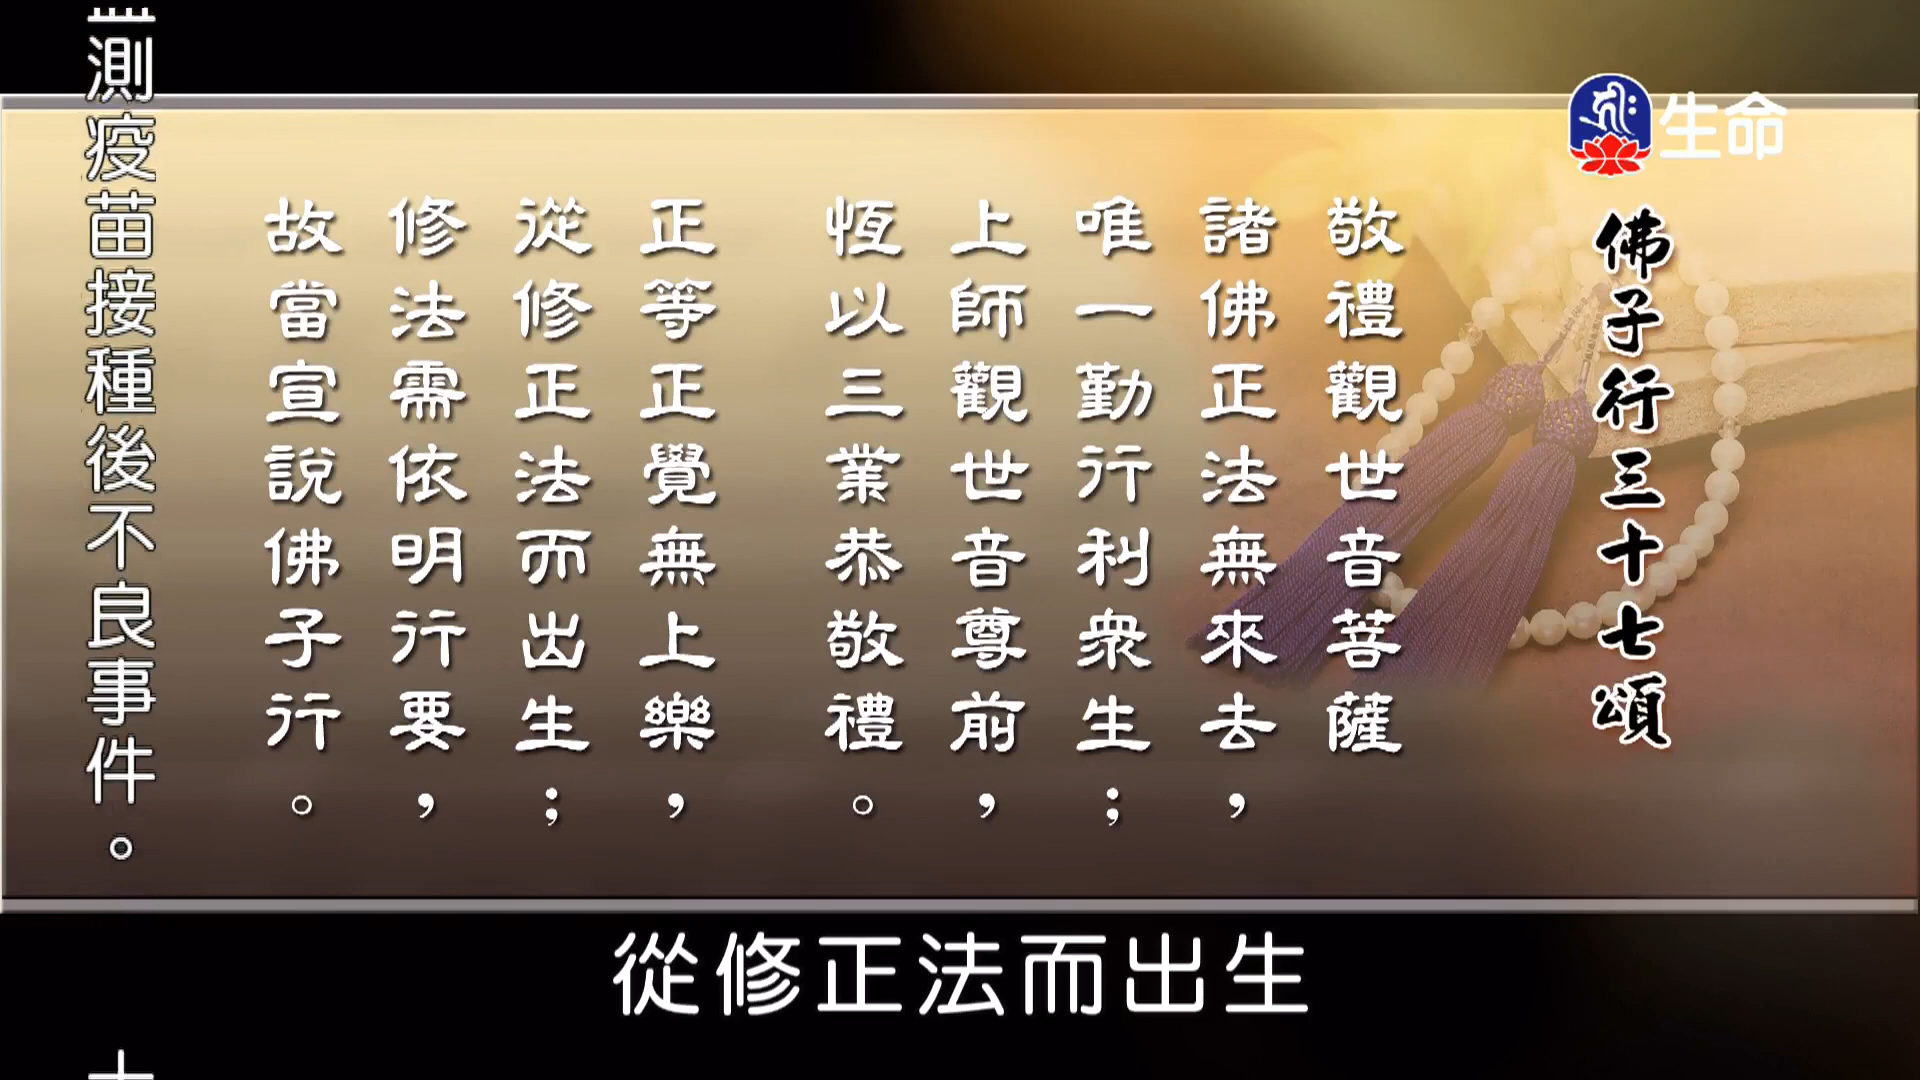 生命
佛子行三十七頌
敬禮觀世音菩薩
諸佛正法無來去，
唯一勤行利衆生；
上師觀世音尊前，
恆以三業恭敬禮。
正等正覺無上樂，
從修正法而出生；
修法需依明行要，
故當宣說佛子行。
測疫苗接種後不良事件。
從修正法而出生